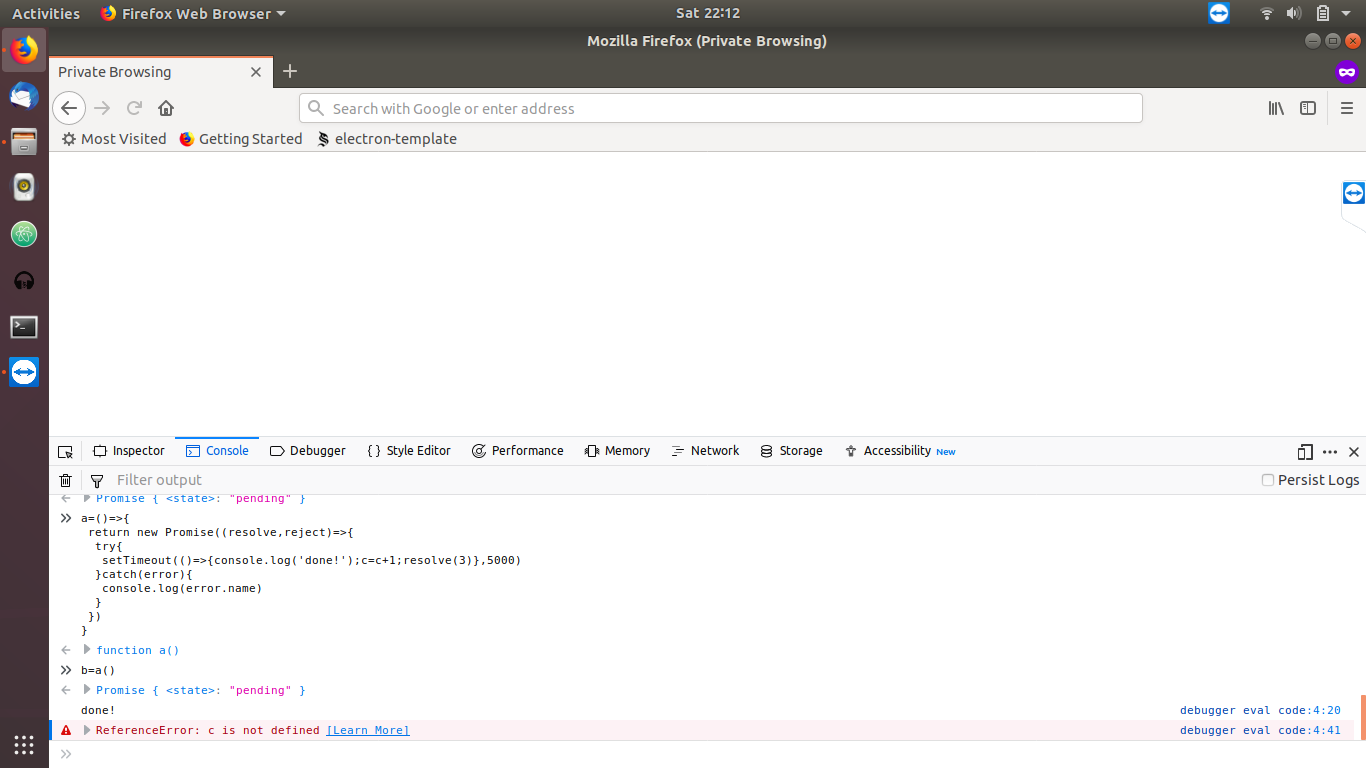 Activities Firefox Web Browser Sat 22:12
Mozilla Firefox (Private Browsing)
Private Browsing
Search with Google or enter address
Most Visited Getting Started electron-template
Inspector Console Debugger {} Style Editor Performance Memory Network Storage Accessibility New
Filter output Persist Logs
Promise { <state>: "pending" }
a=()=>{
return new Promise((resolve,reject)=>{
try{
setTimeout(()=>{console.log('done!');c=c+1;resolve(3)},5000)
}catch(error){
console.log(error.name)
}
})
}
function a()
b=a()
Promise { <state>: "pending" }
done! debugger eval code:4:20
ReferenceError: c is not defined [Learn More] debugger eval code:4:41